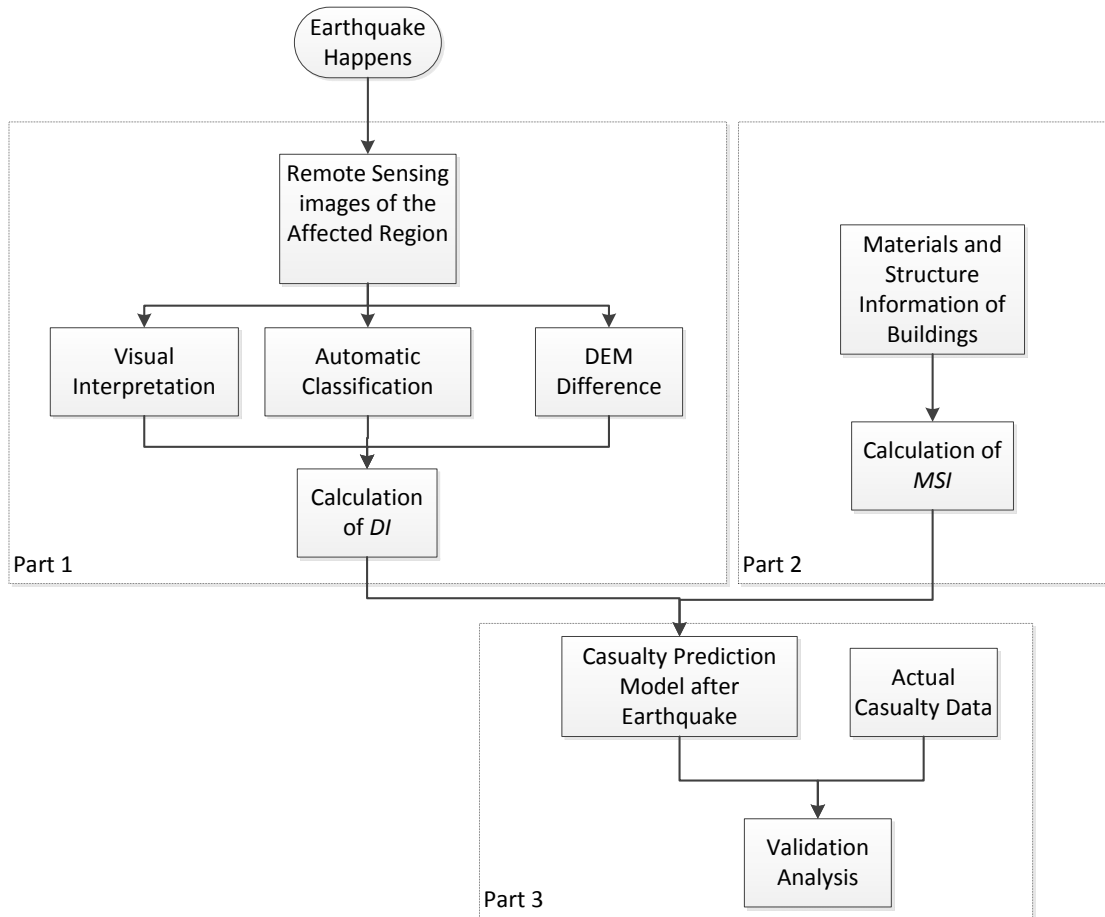 Earthquake
Happens
Remote Sensing
images of the
Affected Region
Visual
Interpretation
Automatic
Classification
DEM
Difference
Calculation
of DI
Part 1
Materials and
Structure
Information of
Buildings
Calculation of
MSI
Part 2
Casualty Prediction
Model after
Earthquake
Actual
Casualty Data
Validation
Analysis
Part 3